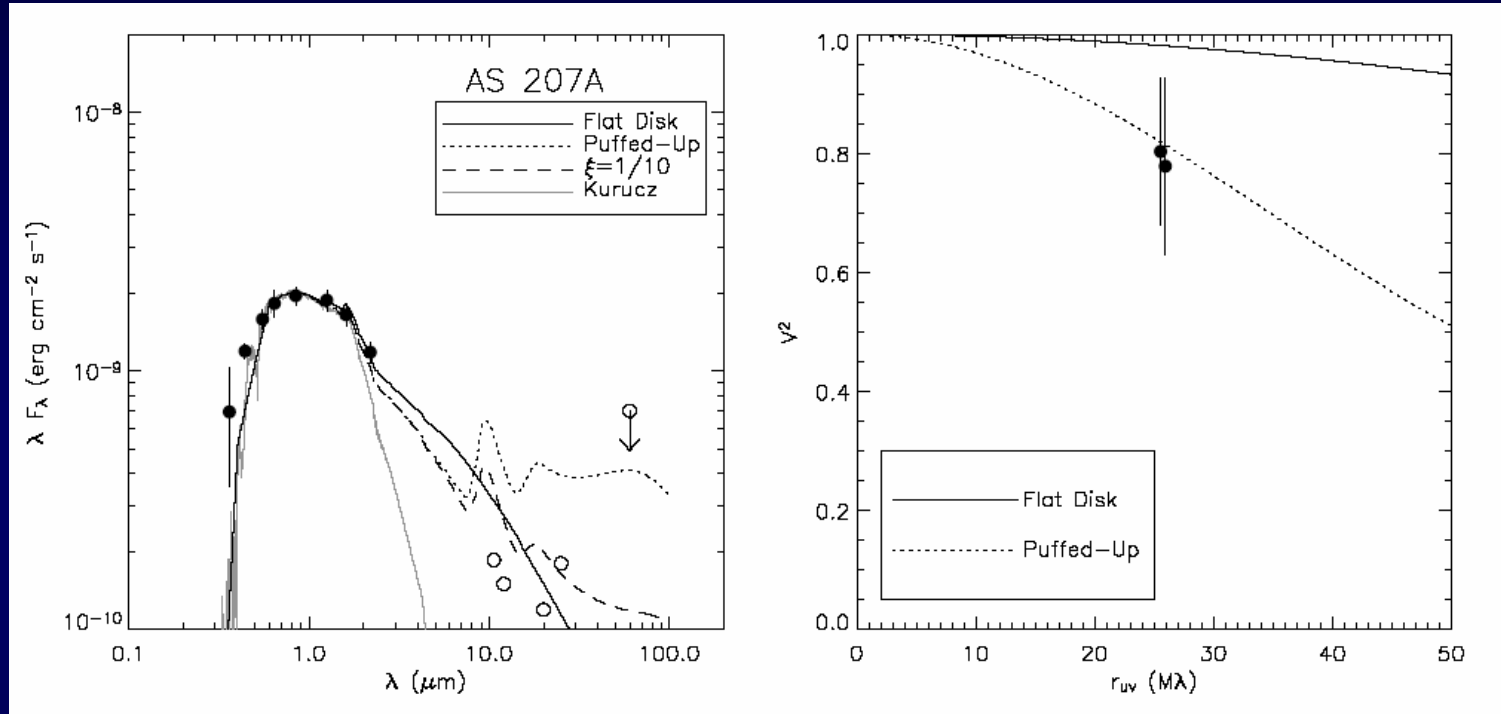 AS 207A
Flat Disk
Puffed-Up
ξ=1/10
Kurucz
10⁻⁸
10⁻⁹
10⁻¹⁰
λ F_λ (erg cm⁻² s⁻¹)
0.1 1.0 10.0 100.0
λ (μm)
1.0
0.8
0.6
0.4
0.2
0.0
V²
Flat Disk
Puffed-Up
0 10 20 30 40 50
r_uv (Mλ)